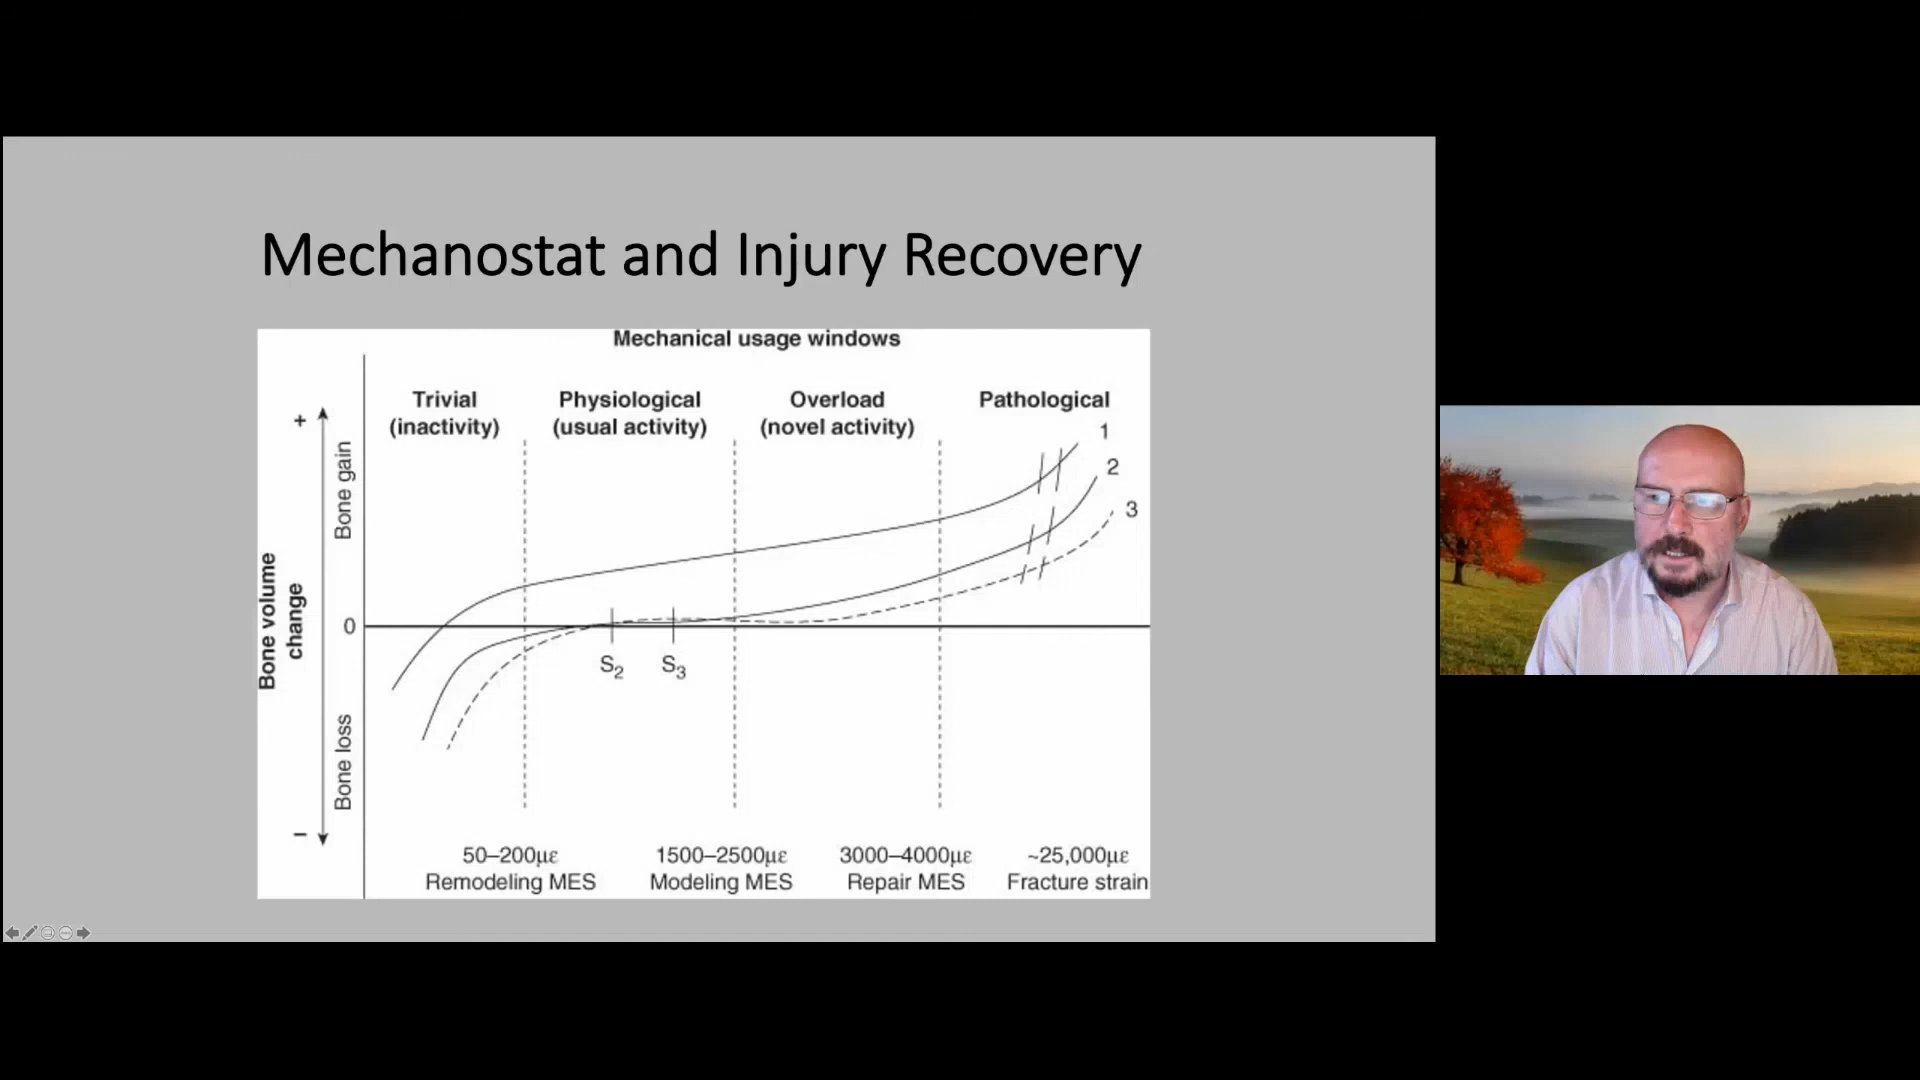 Mechanostat and Injury Recovery
Mechanical usage windows
Trivial
(inactivity)
Physiological
(usual activity)
Overload
(novel activity)
Pathological
+
Bone gain
Bone volume
change
0
Bone loss
–
1
2
3
S2
S3
50–200µε
Remodeling MES
1500–2500µε
Modeling MES
3000–4000µε
Repair MES
~25,000µε
Fracture strain